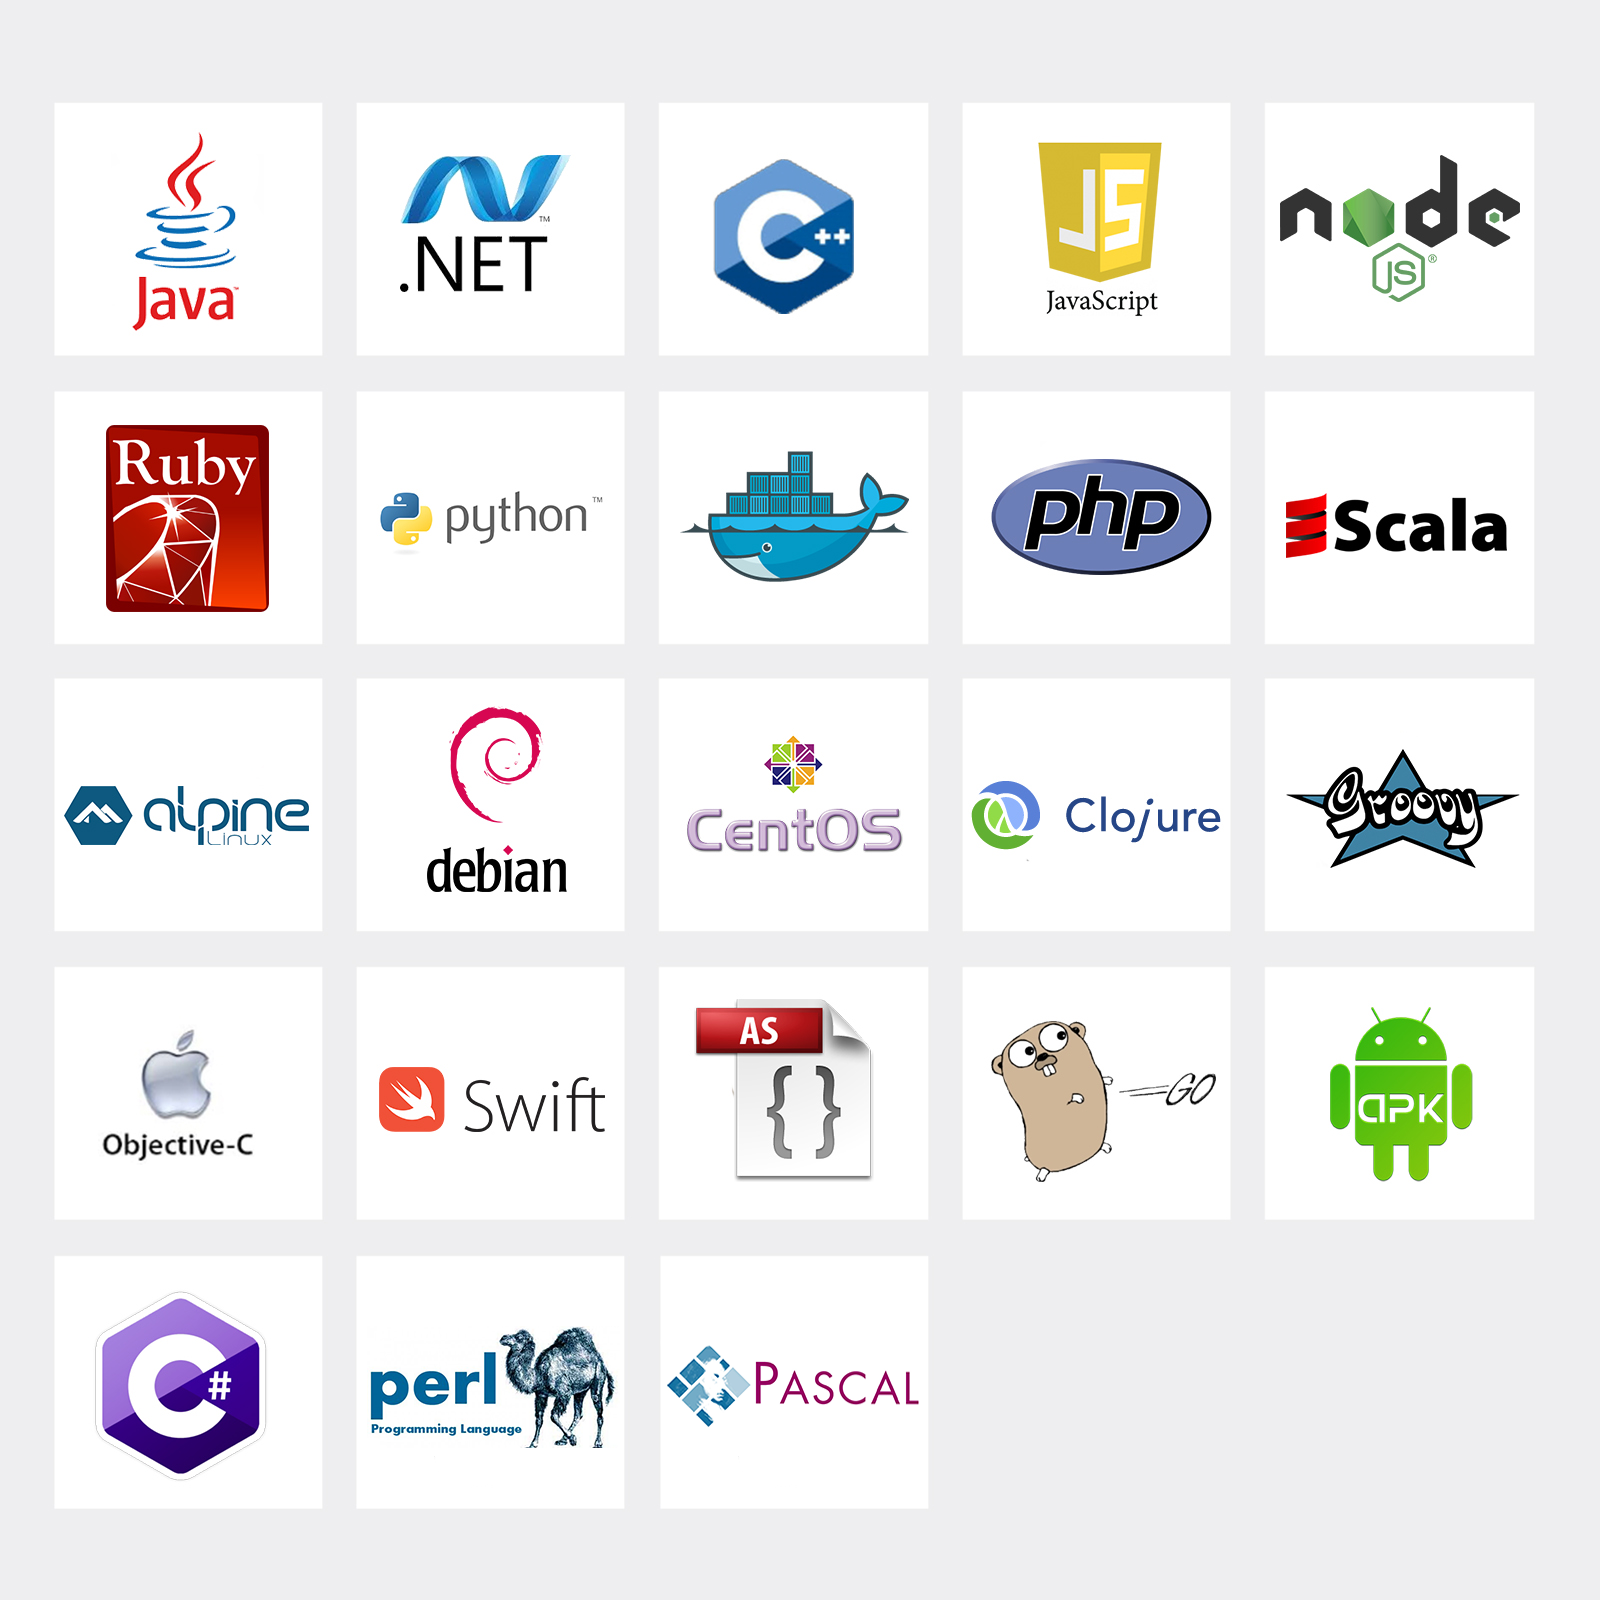 Java™
.NET™
C++
JS
JavaScript
node
JS®
Ruby
python™
php
Scala
alpine
Linux
debian
CentOS
Clojure
Groovy
Objective-C
Swift
AS
{ }
GO
APK
C#
perl
Programming Language
PASCAL